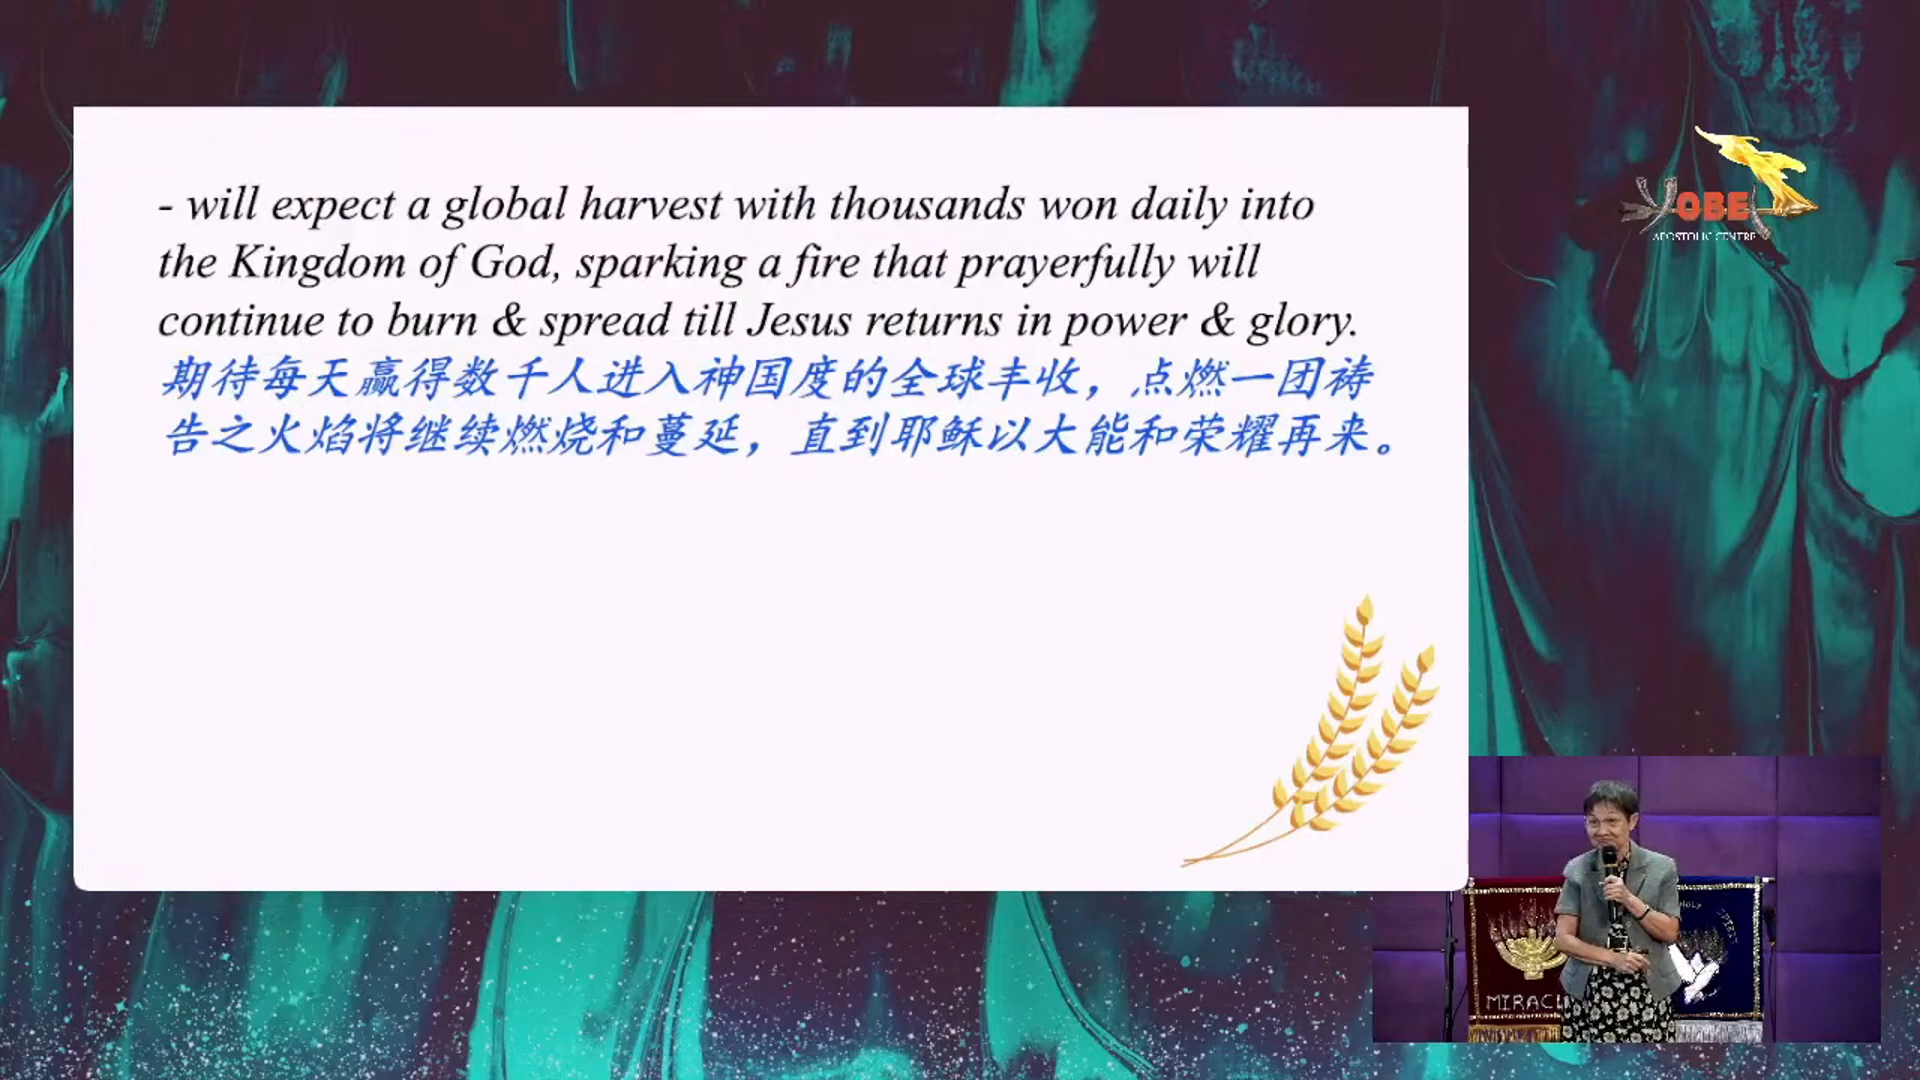 - will expect a global harvest with thousands won daily into
the Kingdom of God, sparking a fire that prayerfully will
continue to burn & spread till Jesus returns in power & glory.
期待每天赢得数千人进入神国度的全球丰收，点燃一团祷
告之火焰将继续燃烧和蔓延，直到耶稣以大能和荣耀再来。
YOBEL
APOSTOLIC CENTRE
MIRACL
HOLY SPIRIT